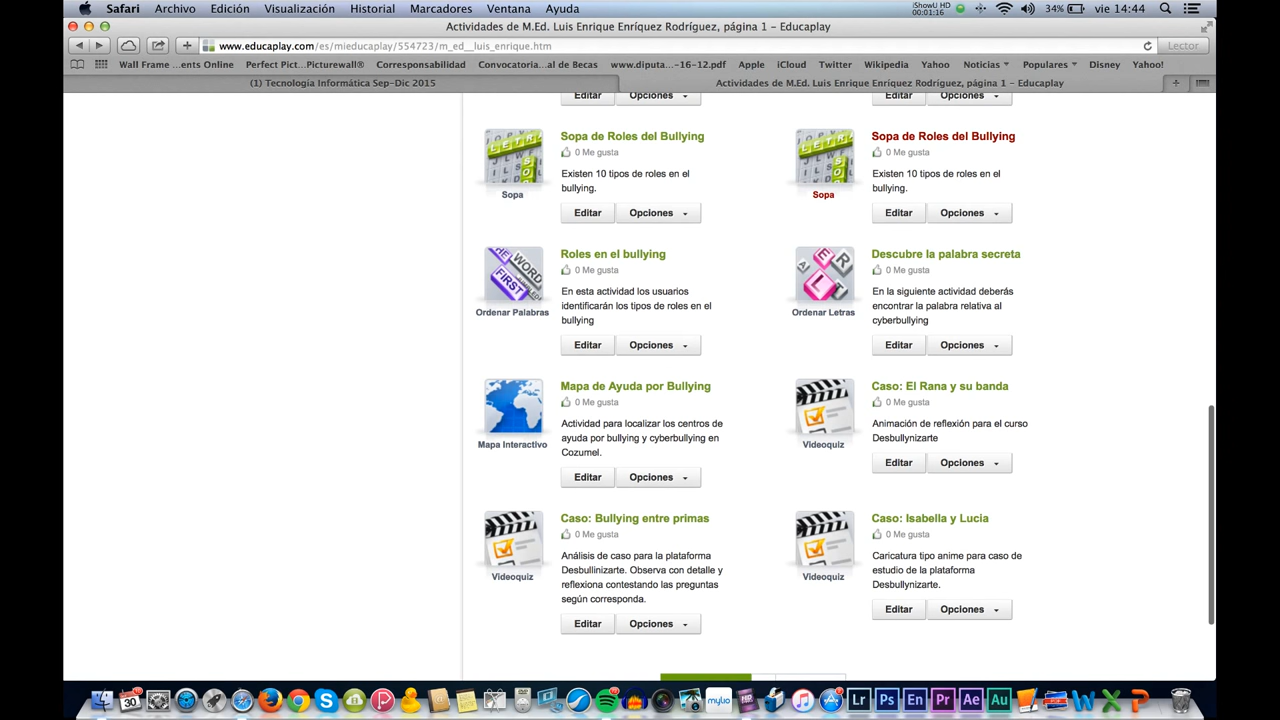 Safari Archivo Edición Visualización Historial Marcadores Ventana Ayuda iShowU HD 00:01:16 34% vie 14:44
Actividades de M.Ed. Luis Enrique Enríquez Rodríguez, página 1 – Educaplay
www.educaplay.com/es/mieducaplay/554723/m_ed__luis_enrique.htm Lector
Wall Frame ...ents Online Perfect Pict...Picturewall® Corresponsabilidad Convocatoria...al de Becas www.diputa...-16-12.pdf Apple iCloud Twitter Wikipedia Yahoo Noticias Populares Disney Yahoo!
(1) Tecnología Informática Sep-Dic 2015 Actividades de M.Ed. Luis Enrique Enríquez Rodríguez, página 1 – Educaplay
Editar Opciones Editar Opciones
Sopa de Roles del Bullying
0 Me gusta
Existen 10 tipos de roles en el
bullying.
Sopa
Editar Opciones
Sopa de Roles del Bullying
0 Me gusta
Existen 10 tipos de roles en el
bullying.
Sopa
Editar Opciones
Roles en el bullying
0 Me gusta
En esta actividad los usuarios
identificarán los tipos de roles en el
bullying
Ordenar Palabras
Editar Opciones
Descubre la palabra secreta
0 Me gusta
En la siguiente actividad deberás
encontrar la palabra relativa al
cyberbullying
Ordenar Letras
Editar Opciones
Mapa de Ayuda por Bullying
0 Me gusta
Actividad para localizar los centros de
ayuda por bullying y cyberbullying en
Cozumel.
Mapa Interactivo
Editar Opciones
Caso: El Rana y su banda
0 Me gusta
Animación de reflexión para el curso
Desbullynizarte
Videoquiz
Editar Opciones
Caso: Bullying entre primas
0 Me gusta
Análisis de caso para la plataforma
Desbullinizarte. Observa con detalle y
reflexiona contestando las preguntas
según corresponda.
Videoquiz
Editar Opciones
Caso: Isabella y Lucia
0 Me gusta
Caricatura tipo anime para caso de
estudio de la plataforma
Desbullynizarte.
Videoquiz
Editar Opciones
30 mylio Lr Ps En Pr Ae Au